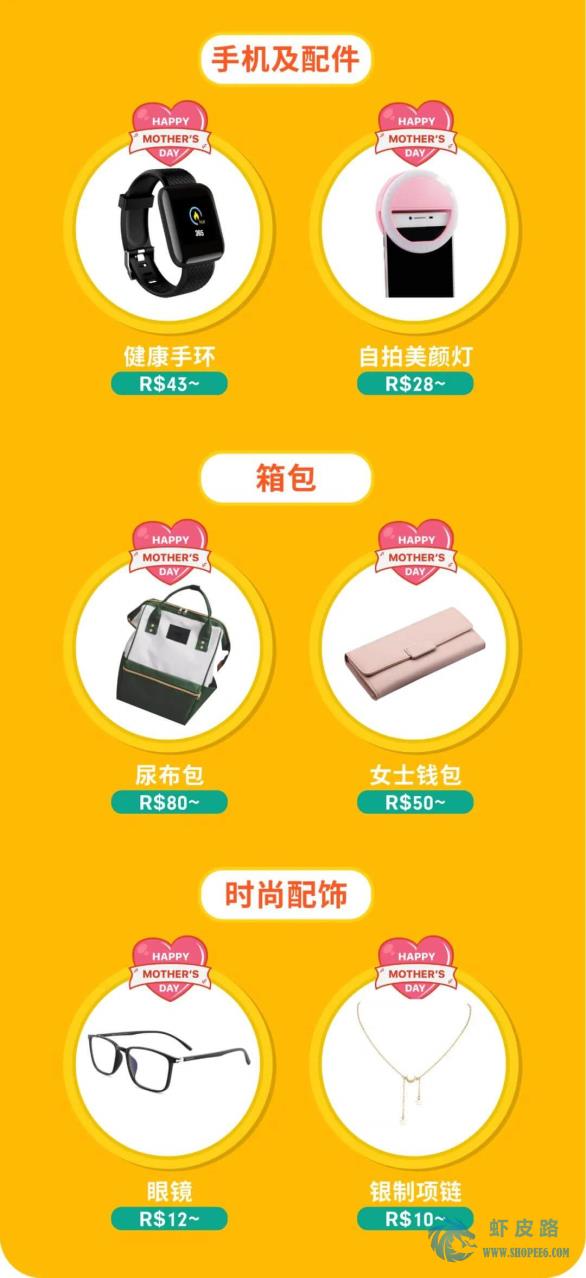 手机及配件
HAPPY
MOTHER'S
DAY
HAPPY
MOTHER'S
DAY
365
健康手环
自拍美颜灯
R$43~
R$28~
箱包
HAPPY
MOTHER'S
DAY
HAPPY
MOTHER'S
DAY
尿布包
女士钱包
R$80~
R$50~
时尚配饰
HAPPY
MOTHER'S
DAY
HAPPY
MOTHER'S
DAY
眼镜
银制项链
R$12~
R$10~
虾皮路
WWW.SHOPEE6.COM